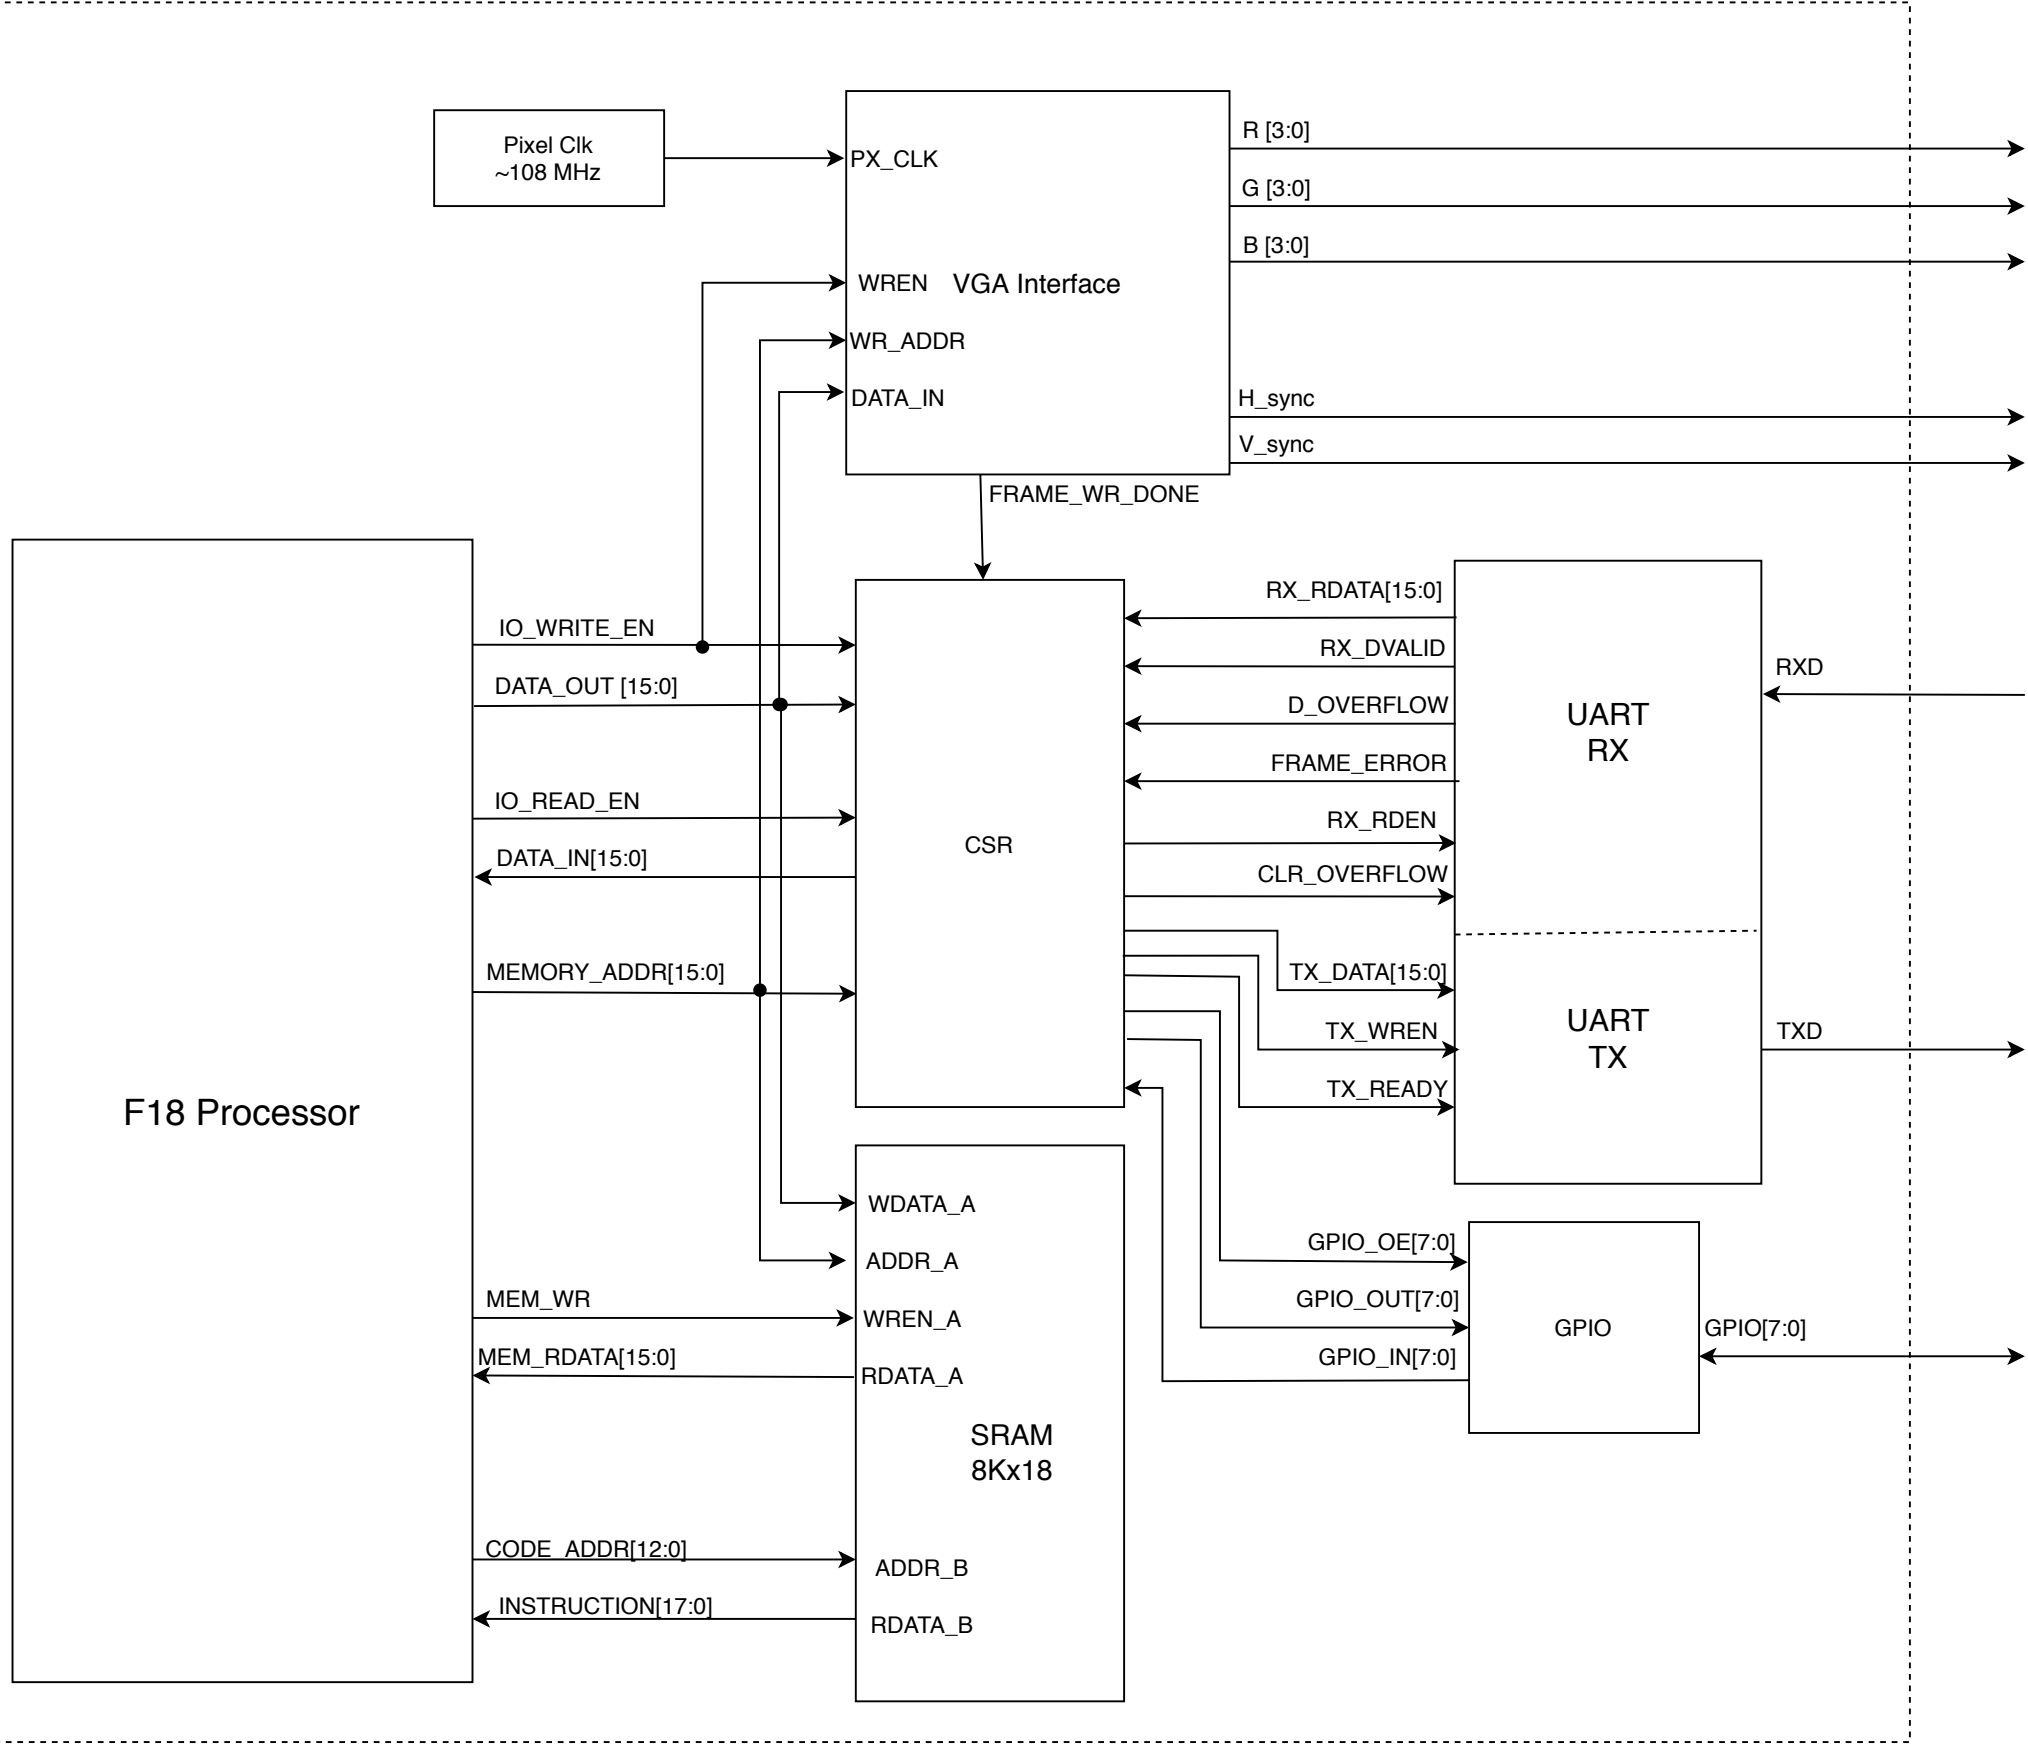 Pixel Clk
~108 MHz
PX_CLK
WREN
VGA Interface
WR_ADDR
DATA_IN
R [3:0]
G [3:0]
B [3:0]
H_sync
V_sync
FRAME_WR_DONE
F18 Processor
IO_WRITE_EN
DATA_OUT [15:0]
IO_READ_EN
DATA_IN[15:0]
MEMORY_ADDR[15:0]
MEM_WR
MEM_RDATA[15:0]
CODE_ADDR[12:0]
INSTRUCTION[17:0]
CSR
RX_RDATA[15:0]
RX_DVALID
D_OVERFLOW
FRAME_ERROR
RX_RDEN
CLR_OVERFLOW
TX_DATA[15:0]
TX_WREN
TX_READY
UART
RX
UART
TX
RXD
TXD
WDATA_A
ADDR_A
WREN_A
RDATA_A
SRAM
8Kx18
ADDR_B
RDATA_B
GPIO_OE[7:0]
GPIO_OUT[7:0]
GPIO_IN[7:0]
GPIO
GPIO[7:0]